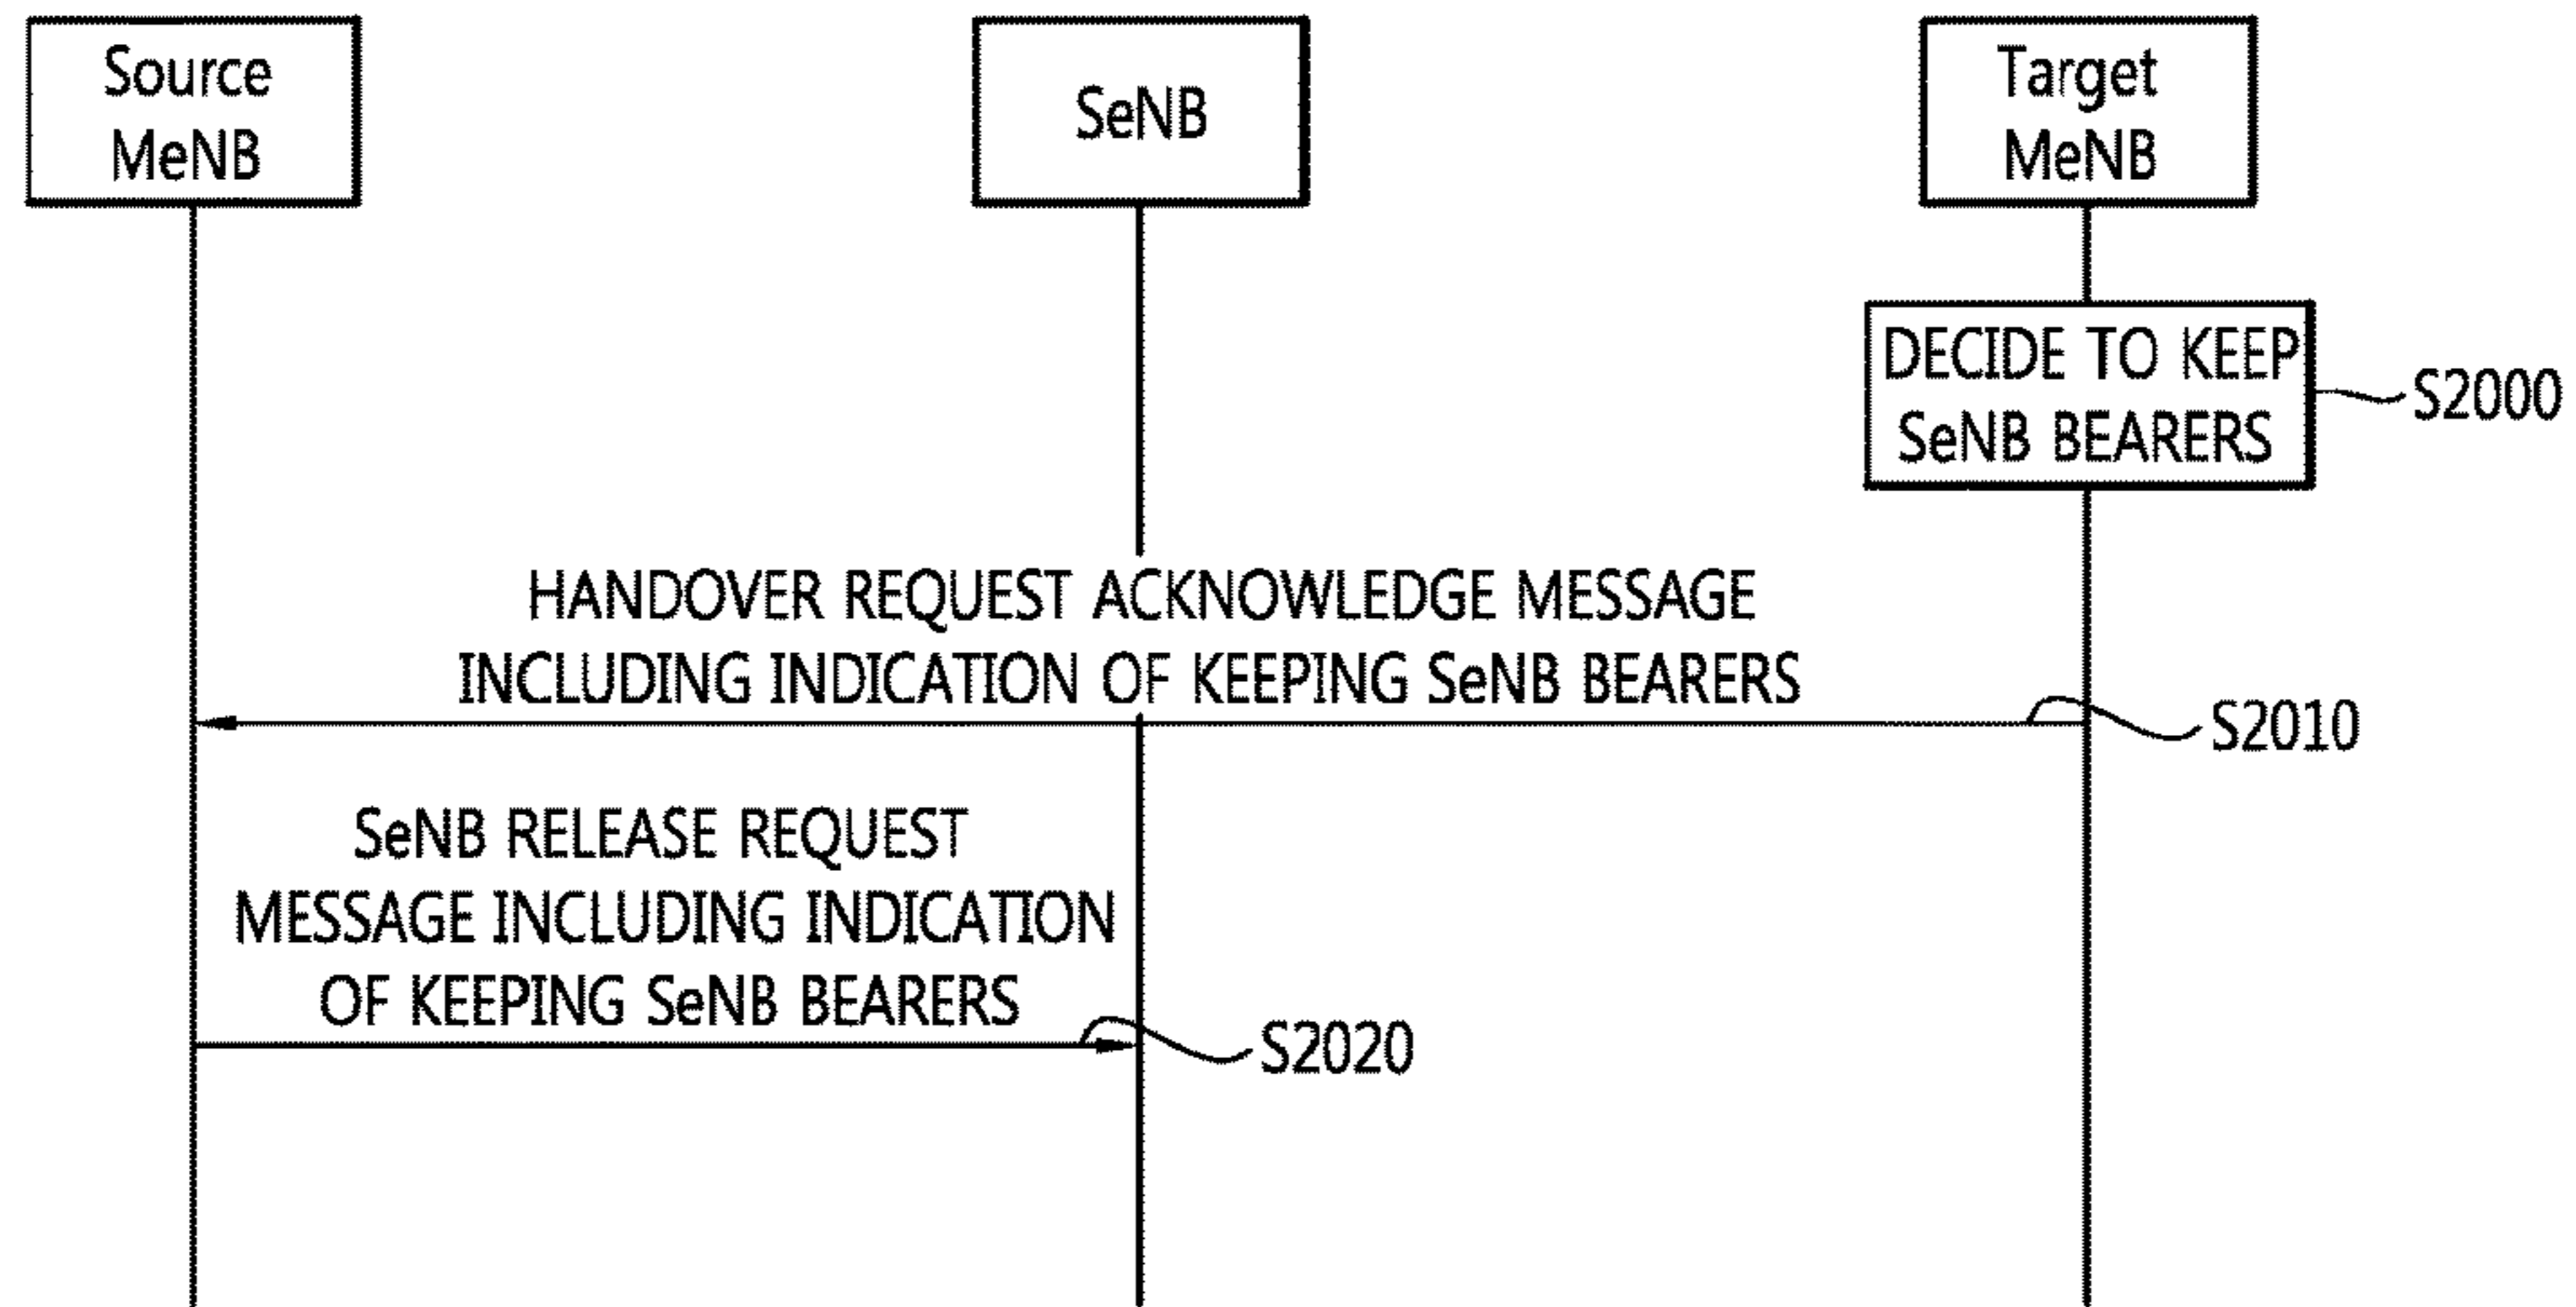 Source
MeNB
SeNB
Target
MeNB
DECIDE TO KEEP
SeNB BEARERS
S2000
HANDOVER REQUEST ACKNOWLEDGE MESSAGE
INCLUDING INDICATION OF KEEPING SeNB BEARERS
S2010
SeNB RELEASE REQUEST
MESSAGE INCLUDING INDICATION
OF KEEPING SeNB BEARERS
S2020